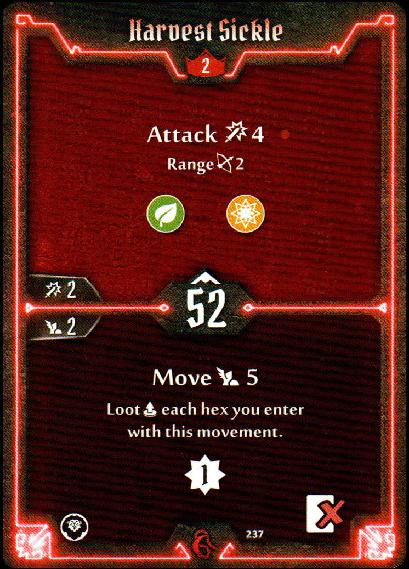 Harvest Sickle
2
Attack 4
Range 2
2
52
2
Move 5
Loot each hex you enter
with this movement.
1
237